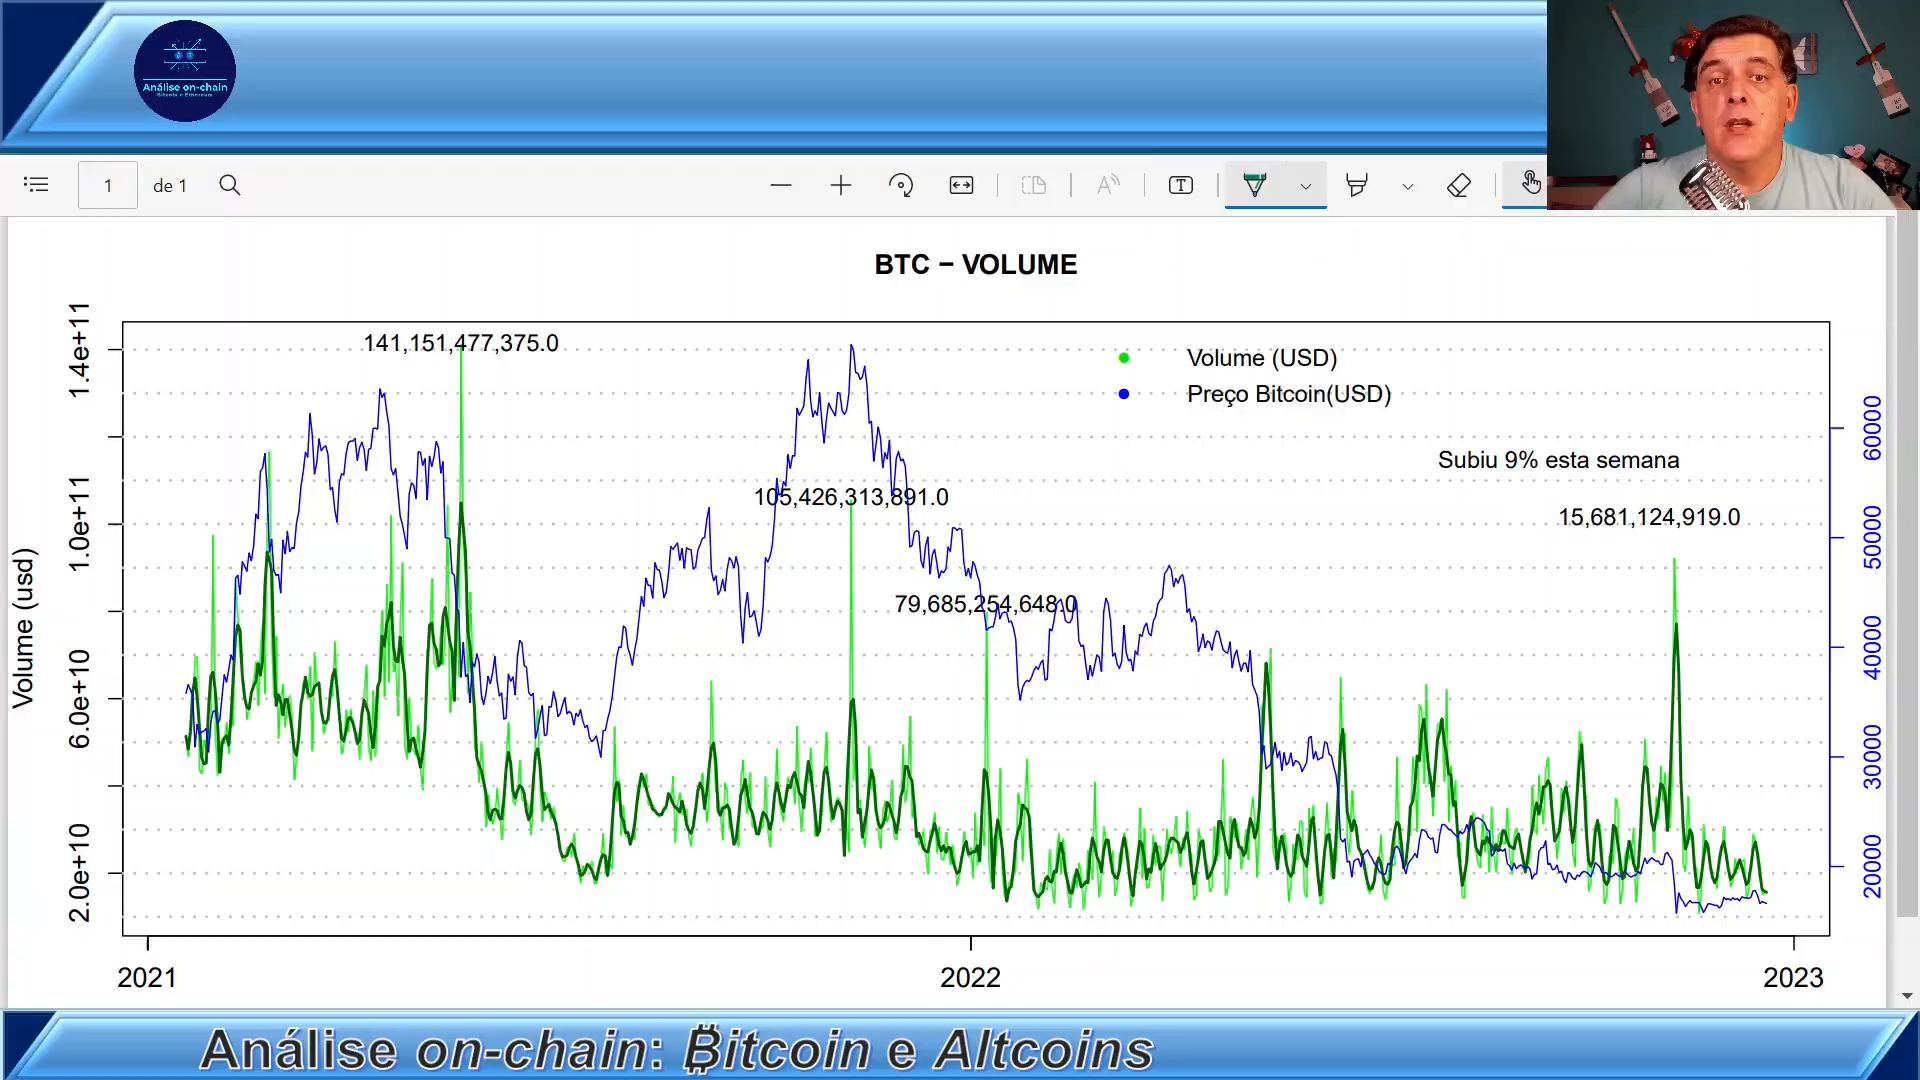 Análise on-chain
Bitcoin e Ethereum
1 de 1
BTC − VOLUME
141,151,477,375.0
Volume (USD)
Preço Bitcoin(USD)
Subiu 9% esta semana
105,426,313,891.0
15,681,124,919.0
79,685,254,648.0
Volume (usd)
1.4e+11
1.0e+11
6.0e+10
2.0e+10
60000
50000
40000
30000
20000
2021 2022 2023
Análise on-chain: ₿itcoin e Altcoins